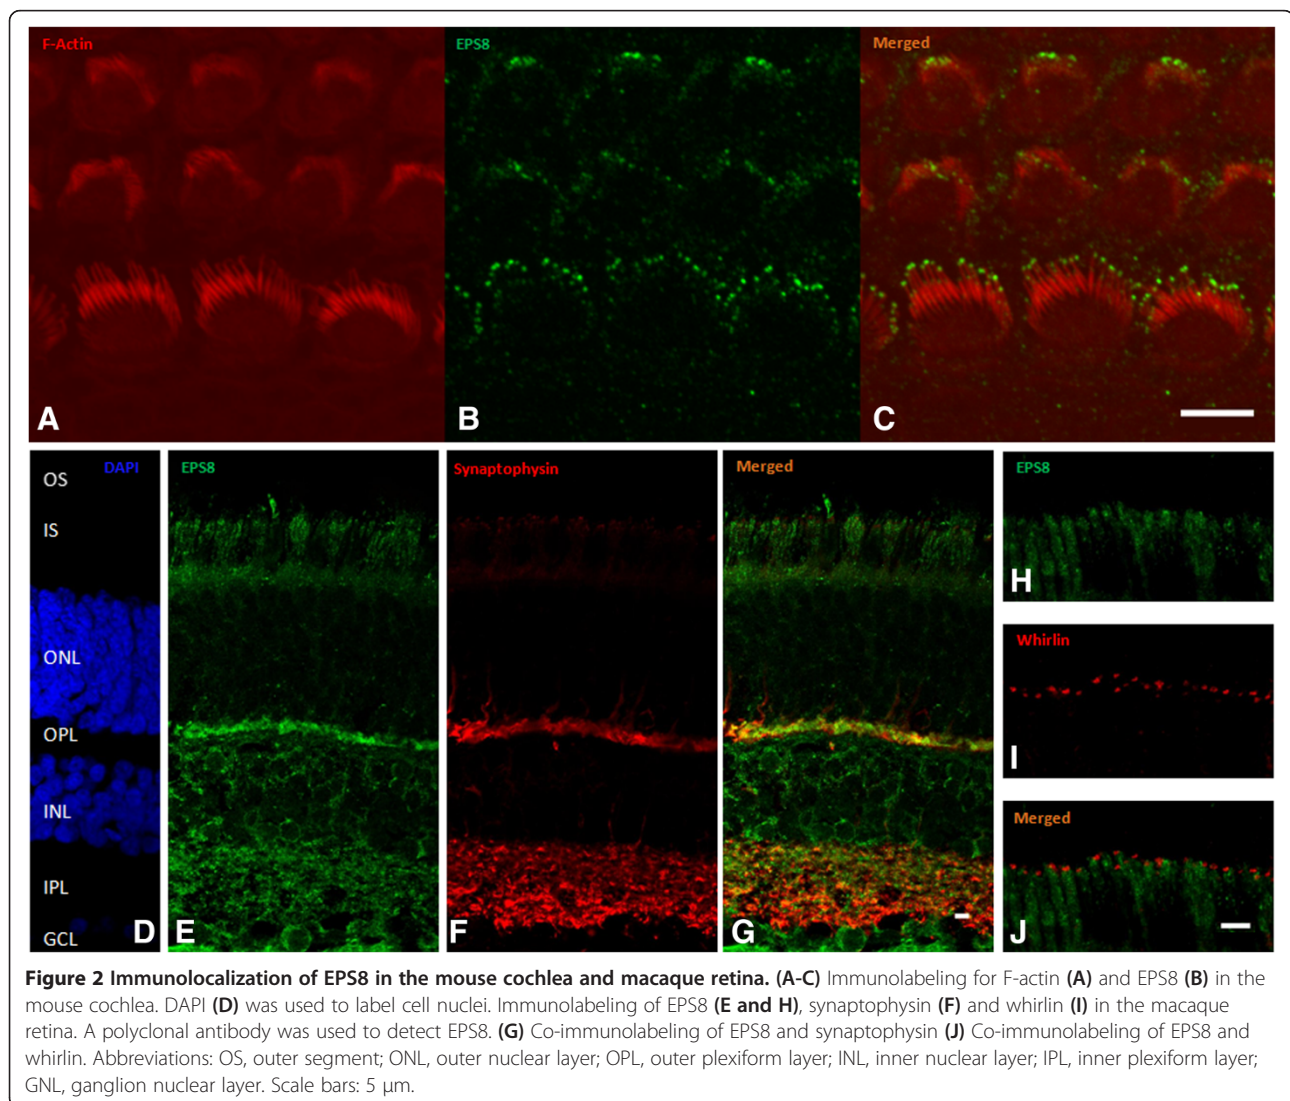 F-Actin
EPS8
Merged
A
B
C
DAPI
EPS8
Synaptophysin
Merged
EPS8
OS
IS
ONL
OPL
INL
IPL
GCL
D
E
F
G
H
Whirlin
I
Merged
J
Figure 2 Immunolocalization of EPS8 in the mouse cochlea and macaque retina. (A-C) Immunolabeling for F-actin (A) and EPS8 (B) in the
mouse cochlea. DAPI (D) was used to label cell nuclei. Immunolabeling of EPS8 (E and H), synaptophysin (F) and whirlin (I) in the macaque
retina. A polyclonal antibody was used to detect EPS8. (G) Co-immunolabeling of EPS8 and synaptophysin (J) Co-immunolabeling of EPS8 and
whirlin. Abbreviations: OS, outer segment; ONL, outer nuclear layer; OPL, outer plexiform layer; INL, inner nuclear layer; IPL, inner plexiform layer;
GNL, ganglion nuclear layer. Scale bars: 5 μm.